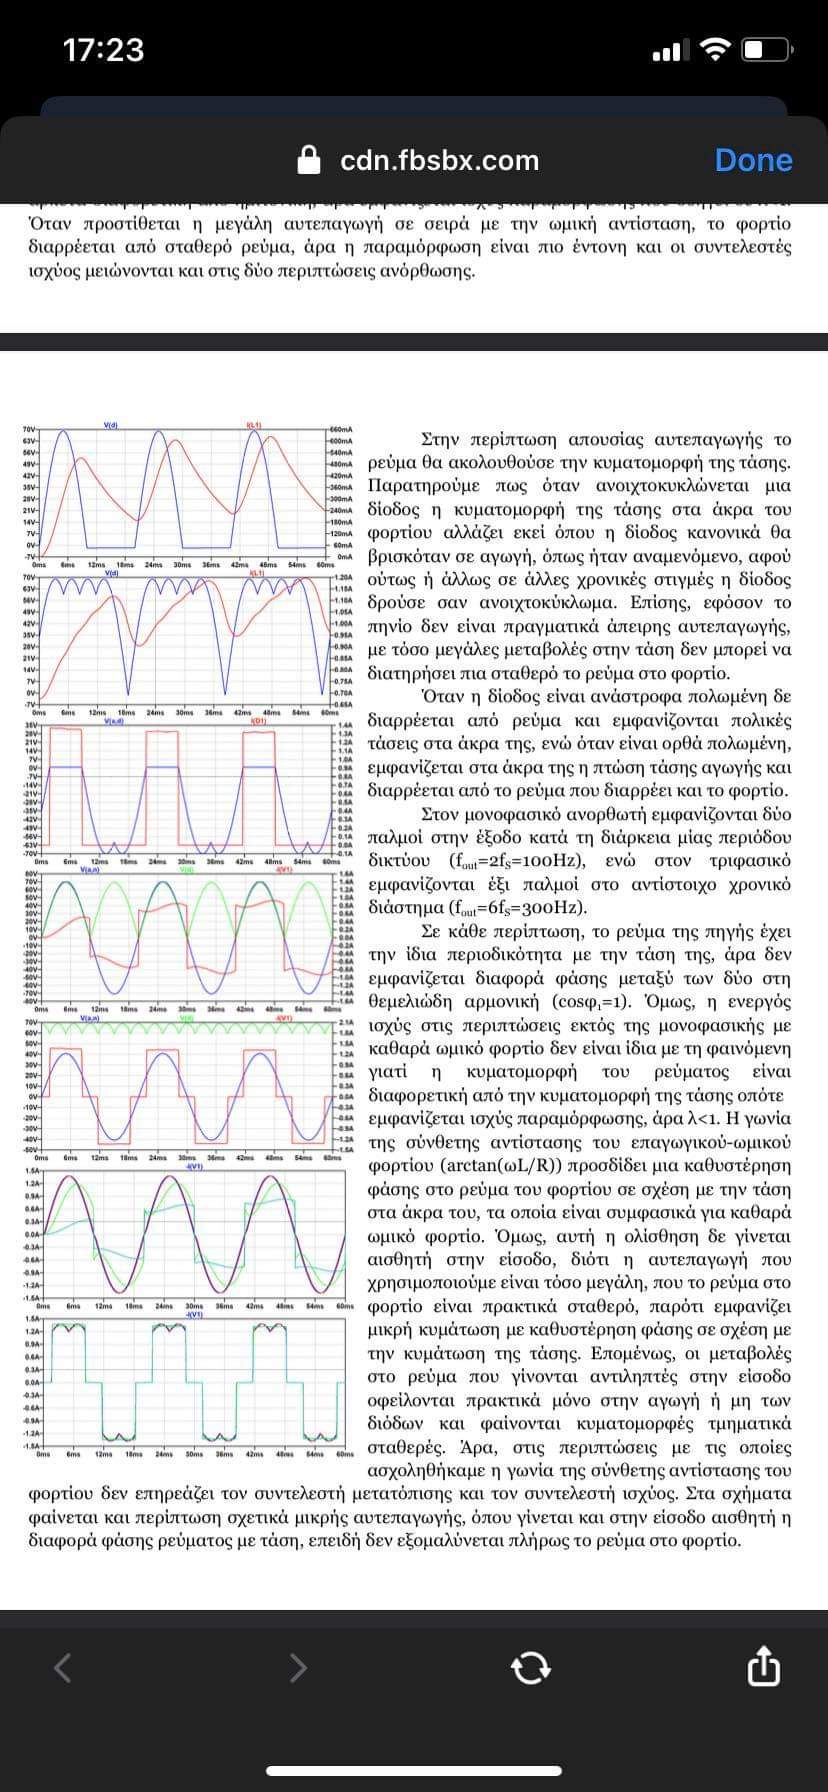 17:23
cdn.fbsbx.com
Done
Όταν προστίθεται η μεγάλη αυτεπαγωγή σε σειρά με την ωμική αντίσταση, το φορτίο
διαρρέεται από σταθερό ρεύμα, άρα η παραμόρφωση είναι πιο έντονη και οι συντελεστές
ισχύος μειώνονται και στις δύο περιπτώσεις ανόρθωσης.
Στην περίπτωση απουσίας αυτεπαγωγής το
ρεύμα θα ακολουθούσε την κυματομορφή της τάσης.
Παρατηρούμε πως όταν ανοιχτοκυκλώνεται μια
δίοδος η κυματομορφή της τάσης στα άκρα του
φορτίου αλλάζει εκεί όπου η δίοδος κανονικά θα
βρισκόταν σε αγωγή, όπως ήταν αναμενόμενο, αφού
ούτως ή άλλως σε άλλες χρονικές στιγμές η δίοδος
δρούσε σαν ανοιχτοκύκλωμα. Επίσης, εφόσον το
πηνίο δεν είναι πραγματικά άπειρης αυτεπαγωγής,
με τόσο μεγάλες μεταβολές στην τάση δεν μπορεί να
διατηρήσει πια σταθερό το ρεύμα στο φορτίο.
Όταν η δίοδος είναι ανάστροφα πολωμένη δε
διαρρέεται από ρεύμα και εμφανίζονται πολικές
τάσεις στα άκρα της, ενώ όταν είναι ορθά πολωμένη,
εμφανίζεται στα άκρα της η πτώση τάσης αγωγής και
διαρρέεται από το ρεύμα που διαρρέει και το φορτίο.
Στον μονοφασικό ανορθωτή εμφανίζονται δύο
παλμοί στην έξοδο κατά τη διάρκεια μίας περιόδου
δικτύου (fout=2fs=100Hz), ενώ στον τριφασικό
εμφανίζονται έξι παλμοί στο αντίστοιχο χρονικό
διάστημα (fout=6fs=300Hz).
Σε κάθε περίπτωση, το ρεύμα της πηγής έχει
την ίδια περιοδικότητα με την τάση της, άρα δεν
εμφανίζεται διαφορά φάσης μεταξύ των δύο στη
θεμελιώδη αρμονική (cosφ1=1). Όμως, η ενεργός
ισχύς στις περιπτώσεις εκτός της μονοφασικής με
καθαρά ωμικό φορτίο δεν είναι ίδια με τη φαινόμενη
γιατί η κυματομορφή του ρεύματος είναι
διαφορετική από την κυματομορφή της τάσης οπότε
εμφανίζεται ισχύς παραμόρφωσης, άρα λ<1. Η γωνία
της σύνθετης αντίστασης του επαγωγικού-ωμικού
φορτίου (arctan(ωL/R)) προσδίδει μια καθυστέρηση
φάσης στο ρεύμα του φορτίου σε σχέση με την τάση
στα άκρα του, τα οποία είναι συμφασικά για καθαρά
ωμικό φορτίο. Όμως, αυτή η ολίσθηση δε γίνεται
αισθητή στην είσοδο, διότι η αυτεπαγωγή που
χρησιμοποιούμε είναι τόσο μεγάλη, που το ρεύμα στο
φορτίο είναι πρακτικά σταθερό, παρότι εμφανίζει
μικρή κυμάτωση με καθυστέρηση φάσης σε σχέση με
την κυμάτωση της τάσης. Επομένως, οι μεταβολές
στο ρεύμα που γίνονται αντιληπτές στην είσοδο
οφείλονται πρακτικά μόνο στην αγωγή ή μη των
διόδων και φαίνονται κυματομορφές τμηματικά
σταθερές. Άρα, στις περιπτώσεις με τις οποίες
ασχοληθήκαμε η γωνία της σύνθετης αντίστασης του
φορτίου δεν επηρεάζει τον συντελεστή μετατόπισης και τον συντελεστή ισχύος. Στα σχήματα
φαίνεται και περίπτωση σχετικά μικρής αυτεπαγωγής, όπου γίνεται και στην είσοδο αισθητή η
διαφορά φάσης ρεύματος με τάση, επειδή δεν εξομαλύνεται πλήρως το ρεύμα στο φορτίο.